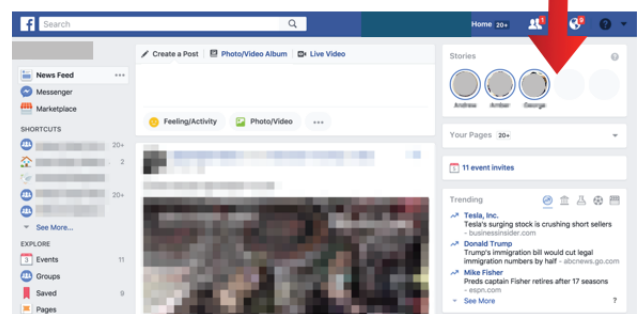 f
Search
Home 20+
1
9
Create a Post
Photo/Video Album
Live Video
News Feed
Messenger
Marketplace
SHORTCUTS
20+
2
20+
See More...
EXPLORE
Events 11
Groups
Saved 9
Pages
Feeling/Activity
Photo/Video
Stories
Andrew
Amber
George
Your Pages 20+
11 event invites
Trending
Tesla, Inc.
Tesla's surging stock is crushing short sellers
- businessinsider.com
Donald Trump
Trump's immigration bill would cut legal
immigration numbers by half - abcnews.go.com
Mike Fisher
Preds captain Fisher retires after 17 seasons
- espn.com
See More
?